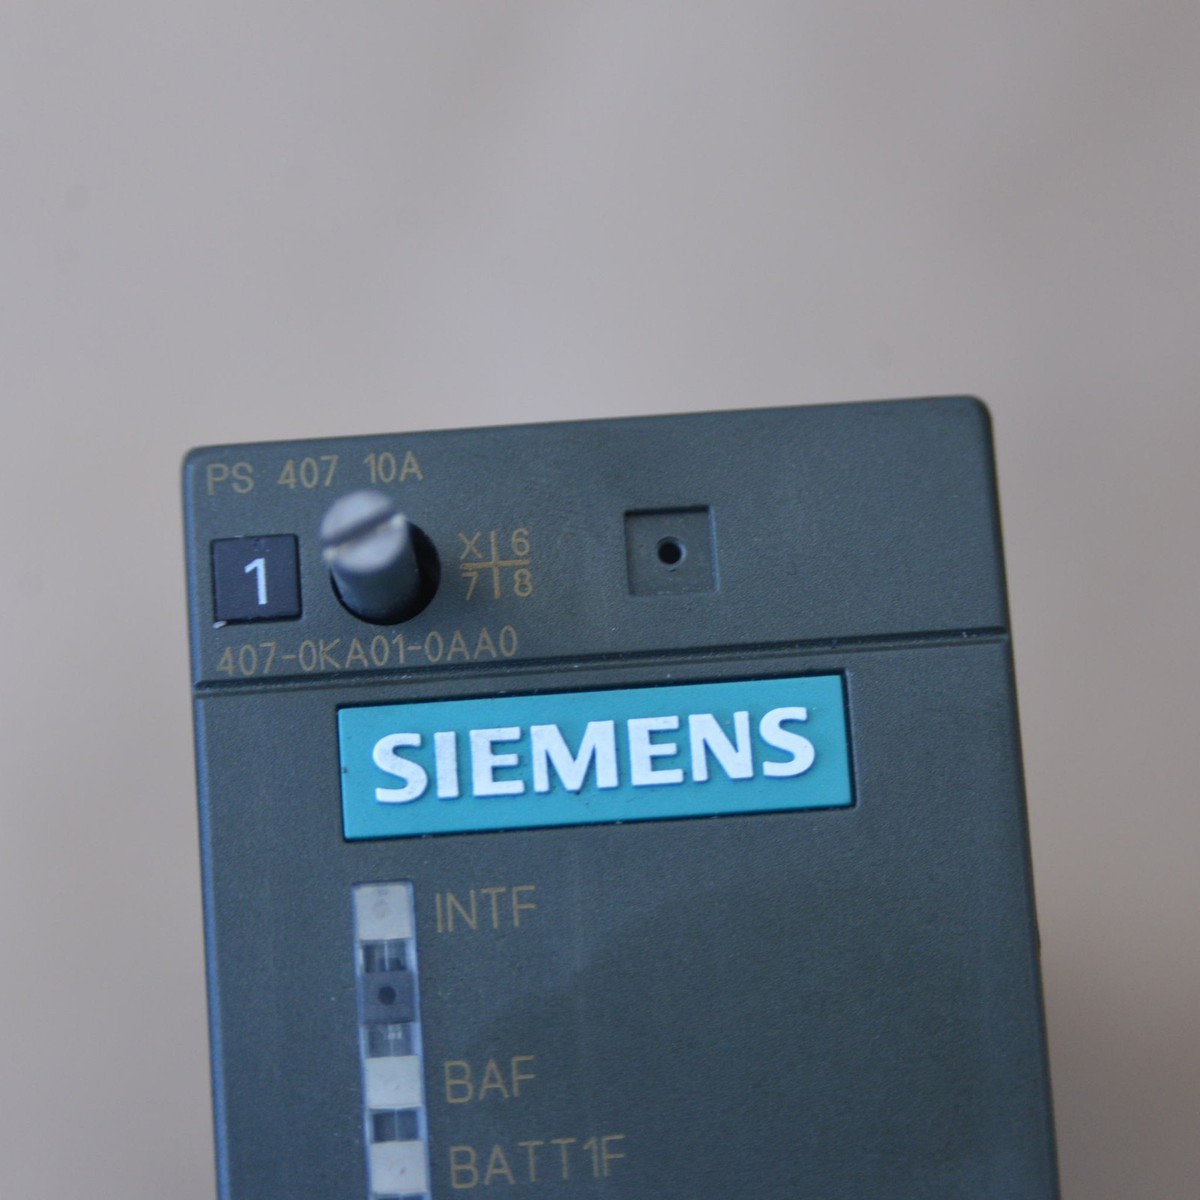 PS 407 10A
1
X 6
7 8
407-0KA01-0AA0
SIEMENS
INTF
BAF
BATT1F